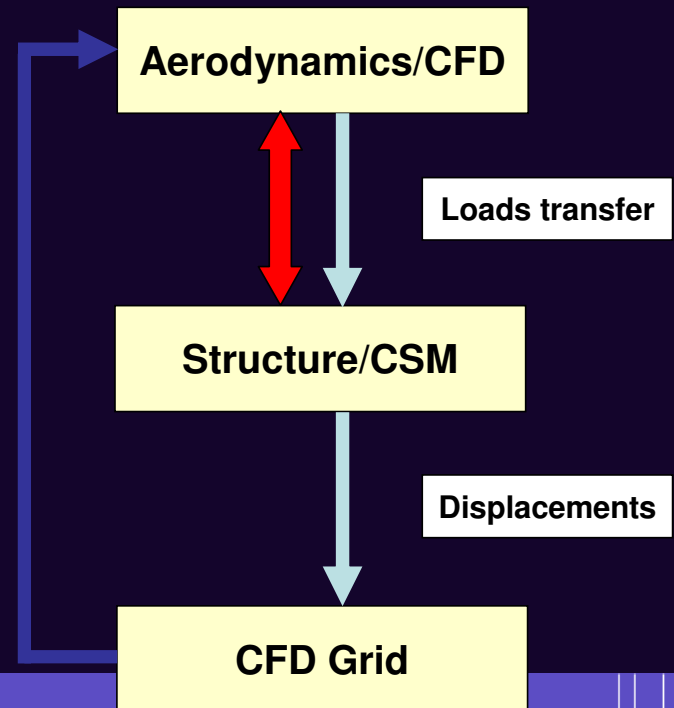 Aerodynamics/CFD
Loads transfer
Structure/CSM
Displacements
CFD Grid